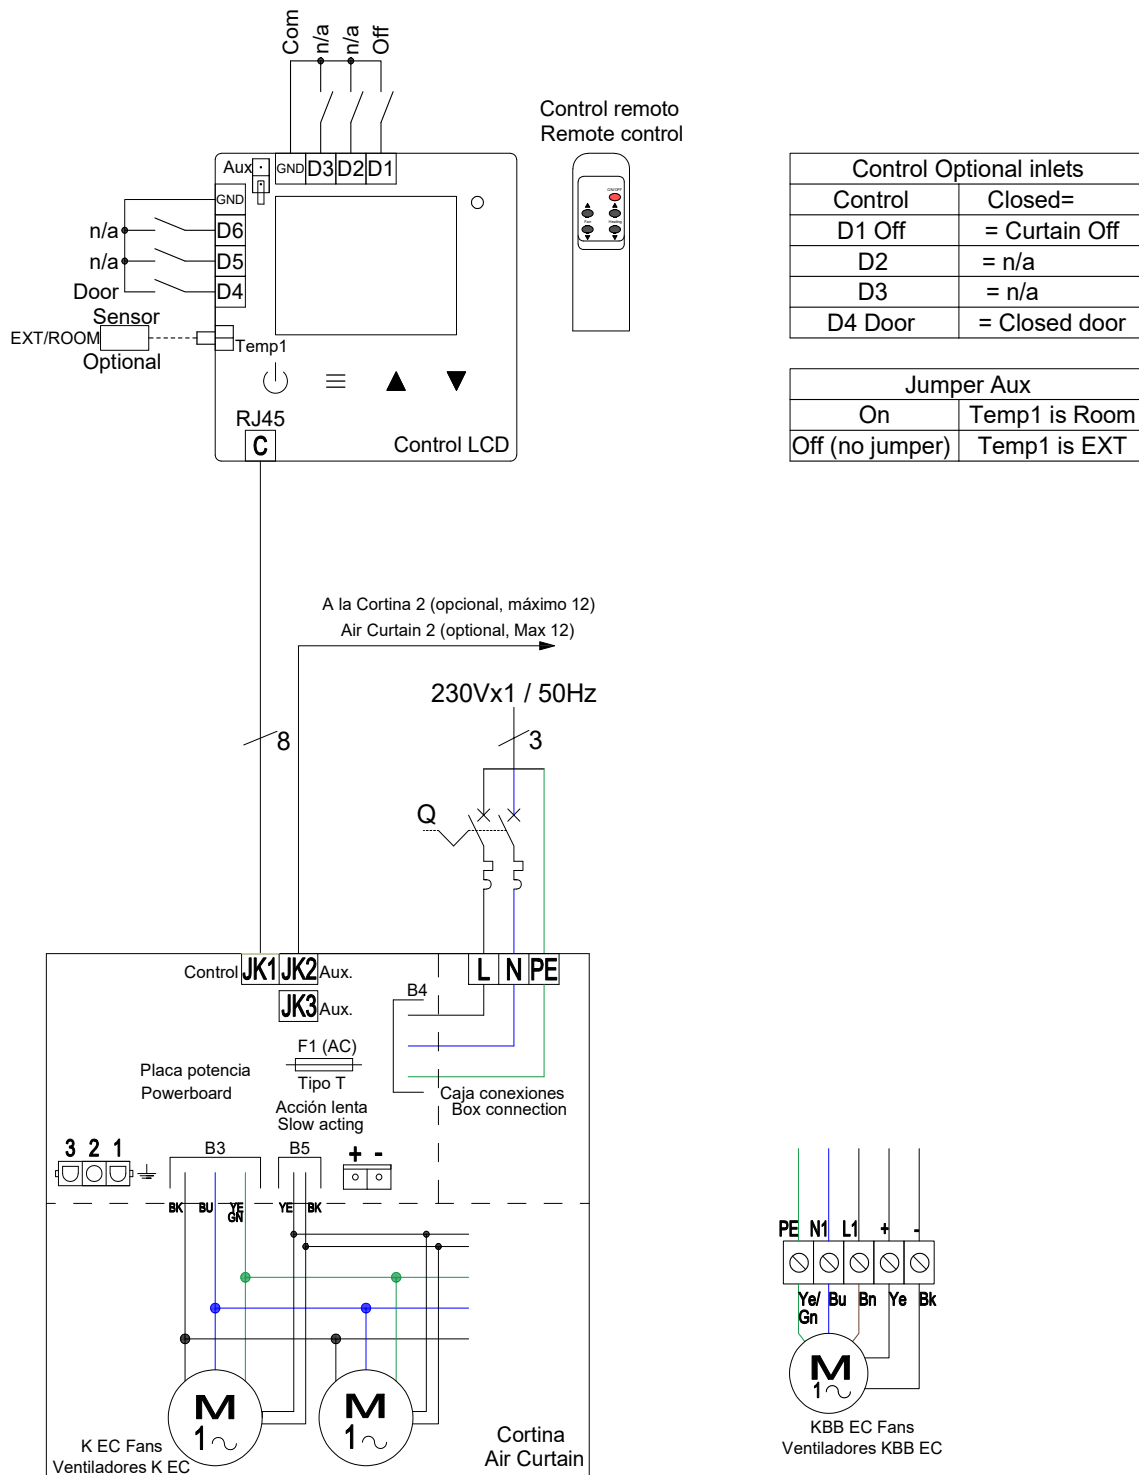 Com
n/a
n/a
Off
Control remoto
Remote control
ON/OFF
Fan
Heating
Aux
GND D3 D2 D1
GND
n/a D6
n/a D5
Door D4
Sensor
EXT/ROOM
Optional
Temp1
RJ45
C
Control LCD
Control Optional inlets
Control Closed=
D1 Off = Curtain Off
D2 = n/a
D3 = n/a
D4 Door = Closed door
Jumper Aux
On Temp1 is Room
Off (no jumper) Temp1 is EXT
A la Cortina 2 (opcional, máximo 12)
Air Curtain 2 (optional, Max 12)
230Vx1 / 50Hz
8
3
Q
Control JK1 JK2 Aux.
L N PE
JK3 Aux.
B4
F1 (AC)
Tipo T
Placa potencia
Powerboard
Acción lenta
Slow acting
Caja conexiones
Box connection
3 2 1
B3
B5
+ -
BK BU YE GN YE BK
M
1
M
1
K EC Fans
Ventiladores K EC
Cortina
Air Curtain
PE N1 L1 + -
Ye/ Bu Bn Ye Bk
Gn
M
1
KBB EC Fans
Ventiladores KBB EC